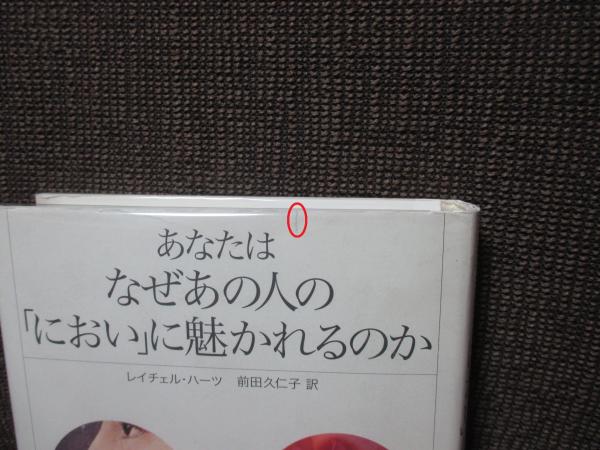 あなたは
なぜあの人の
「におい」に魅かれるのか
レイチェル・ハーツ 前田久仁子 訳